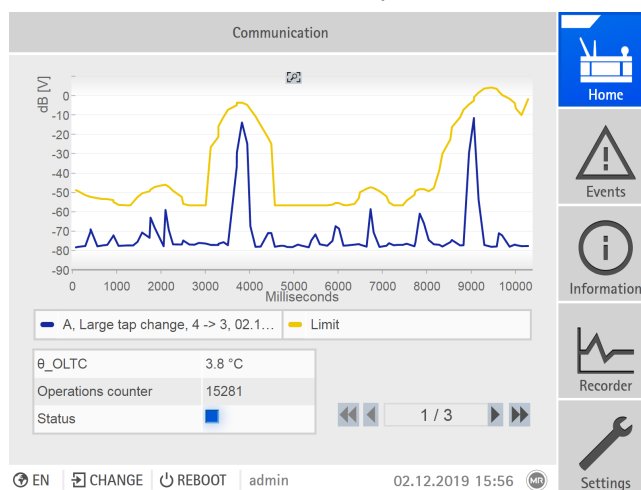 Communication
Home
dB [V]
0
-10
-20
-30
-40
-50
-60
-70
-80
-90
0 1000 2000 3000 4000 5000 6000 7000 8000 9000 10000
Milliseconds
A, Large tap change, 4 -> 3, 02.1... Limit
θ_OLTC 3.8 °C
Operations counter 15281
Status
1 / 3
Events
Information
Recorder
Settings
EN CHANGE REBOOT admin 02.12.2019 15:56 MR